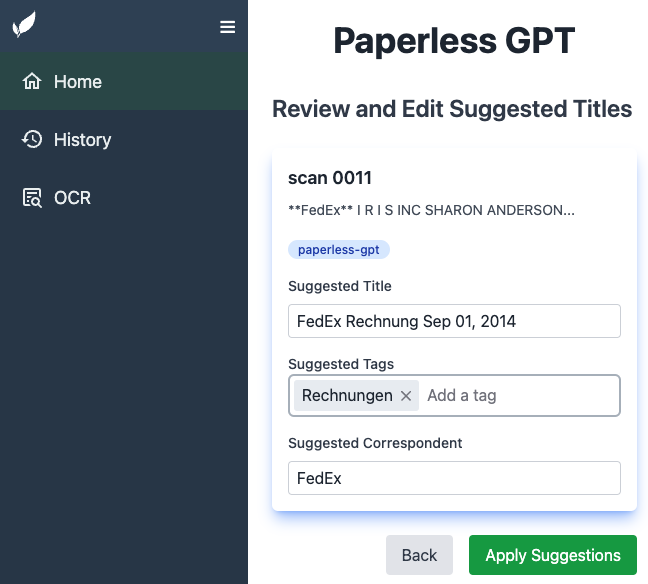 Home
History
OCR
Paperless GPT
Review and Edit Suggested Titles
scan 0011
**FedEx** I R I S INC SHARON ANDERSON...
paperless-gpt
Suggested Title
FedEx Rechnung Sep 01, 2014
Suggested Tags
Rechnungen × Add a tag
Suggested Correspondent
FedEx
Back Apply Suggestions